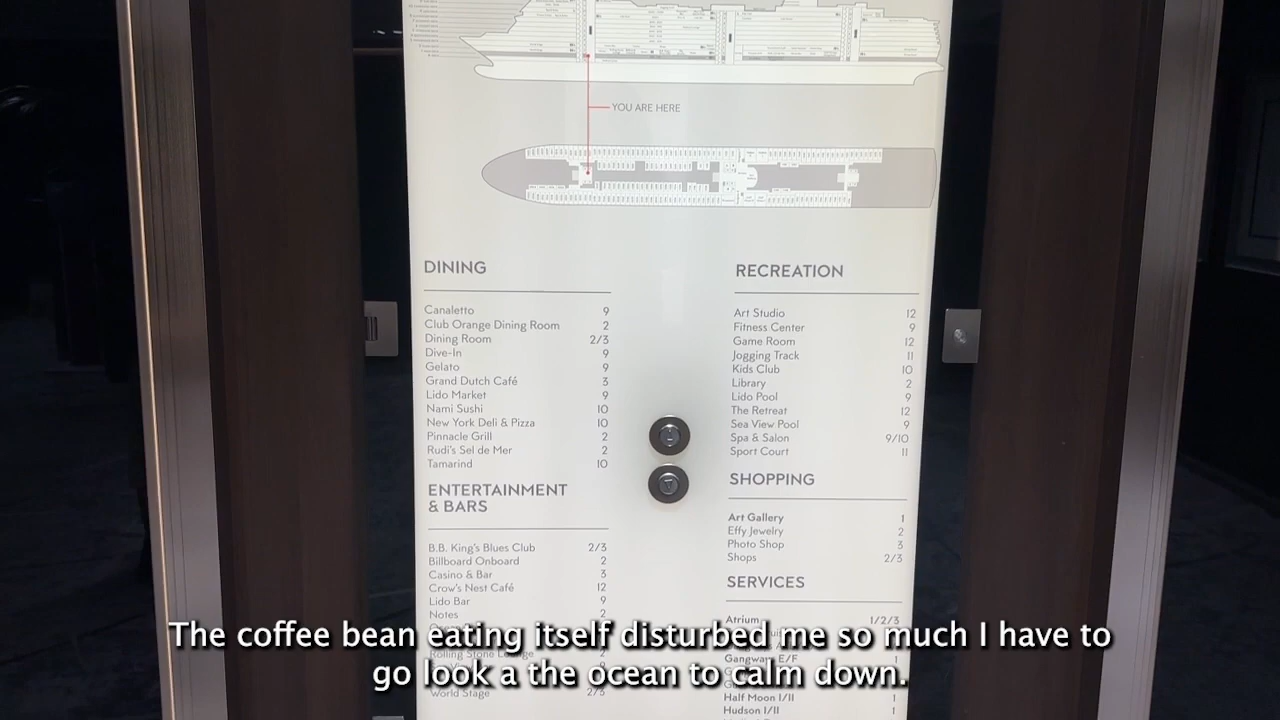 YOU ARE HERE
DINING
Canaletto 9
Club Orange Dining Room 2
Dining Room 2/3
Dive-In 9
Gelato 9
Grand Dutch Café 3
Lido Market 9
Nami Sushi 10
New York Deli & Pizza 10
Pinnacle Grill 2
Rudi's Sel de Mer 2
Tamarind 10
ENTERTAINMENT
& BARS
B.B. King's Blues Club 2/3
Billboard Onboard 2
Casino & Bar 3
Crow's Nest Café 12
Lido Bar 9
Notes 2
Rolling Stone Lounge 2
World Stage 2/3
RECREATION
Art Studio 12
Fitness Center 9
Game Room 12
Jogging Track 11
Kids Club 10
Library 2
Lido Pool 9
The Retreat 12
Sea View Pool 9
Spa & Salon 9/10
Sport Court 11
SHOPPING
Art Gallery 1
Effy Jewelry 2
Photo Shop 3
Shops 2/3
SERVICES
Atrium 1/2/3
Gangway E/F 1
Half Moon I/II 1
Hudson I/II 1
The coffee bean eating itself disturbed me so much I have to
go look a the ocean to calm down.